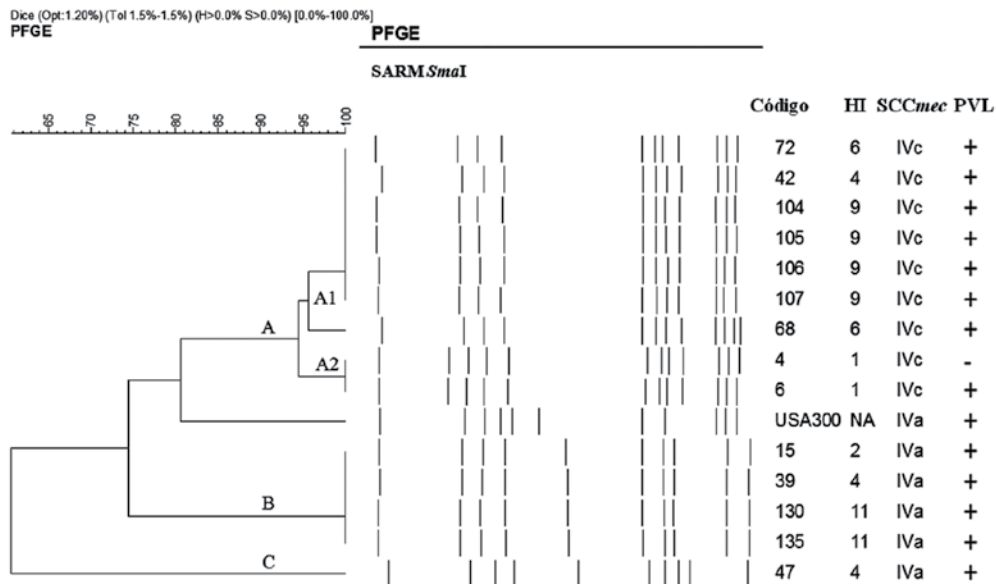 Dice (Opt:1.20%) (Tol 1.5%-1.5%) (H>0.0% S>0.0%) [0.0%-100.0%]
PFGE PFGE
SARM SmaI
65 70 75 80 85 90 95 100
Código HI SCCmec PVL
72 6 IVc +
42 4 IVc +
104 9 IVc +
105 9 IVc +
106 9 IVc +
107 9 IVc +
A1
68 6 IVc +
A
4 1 IVc -
A2
6 1 IVc +
USA300 NA IVa +
15 2 IVa +
39 4 IVa +
130 11 IVa +
B
135 11 IVa +
C
47 4 IVa +